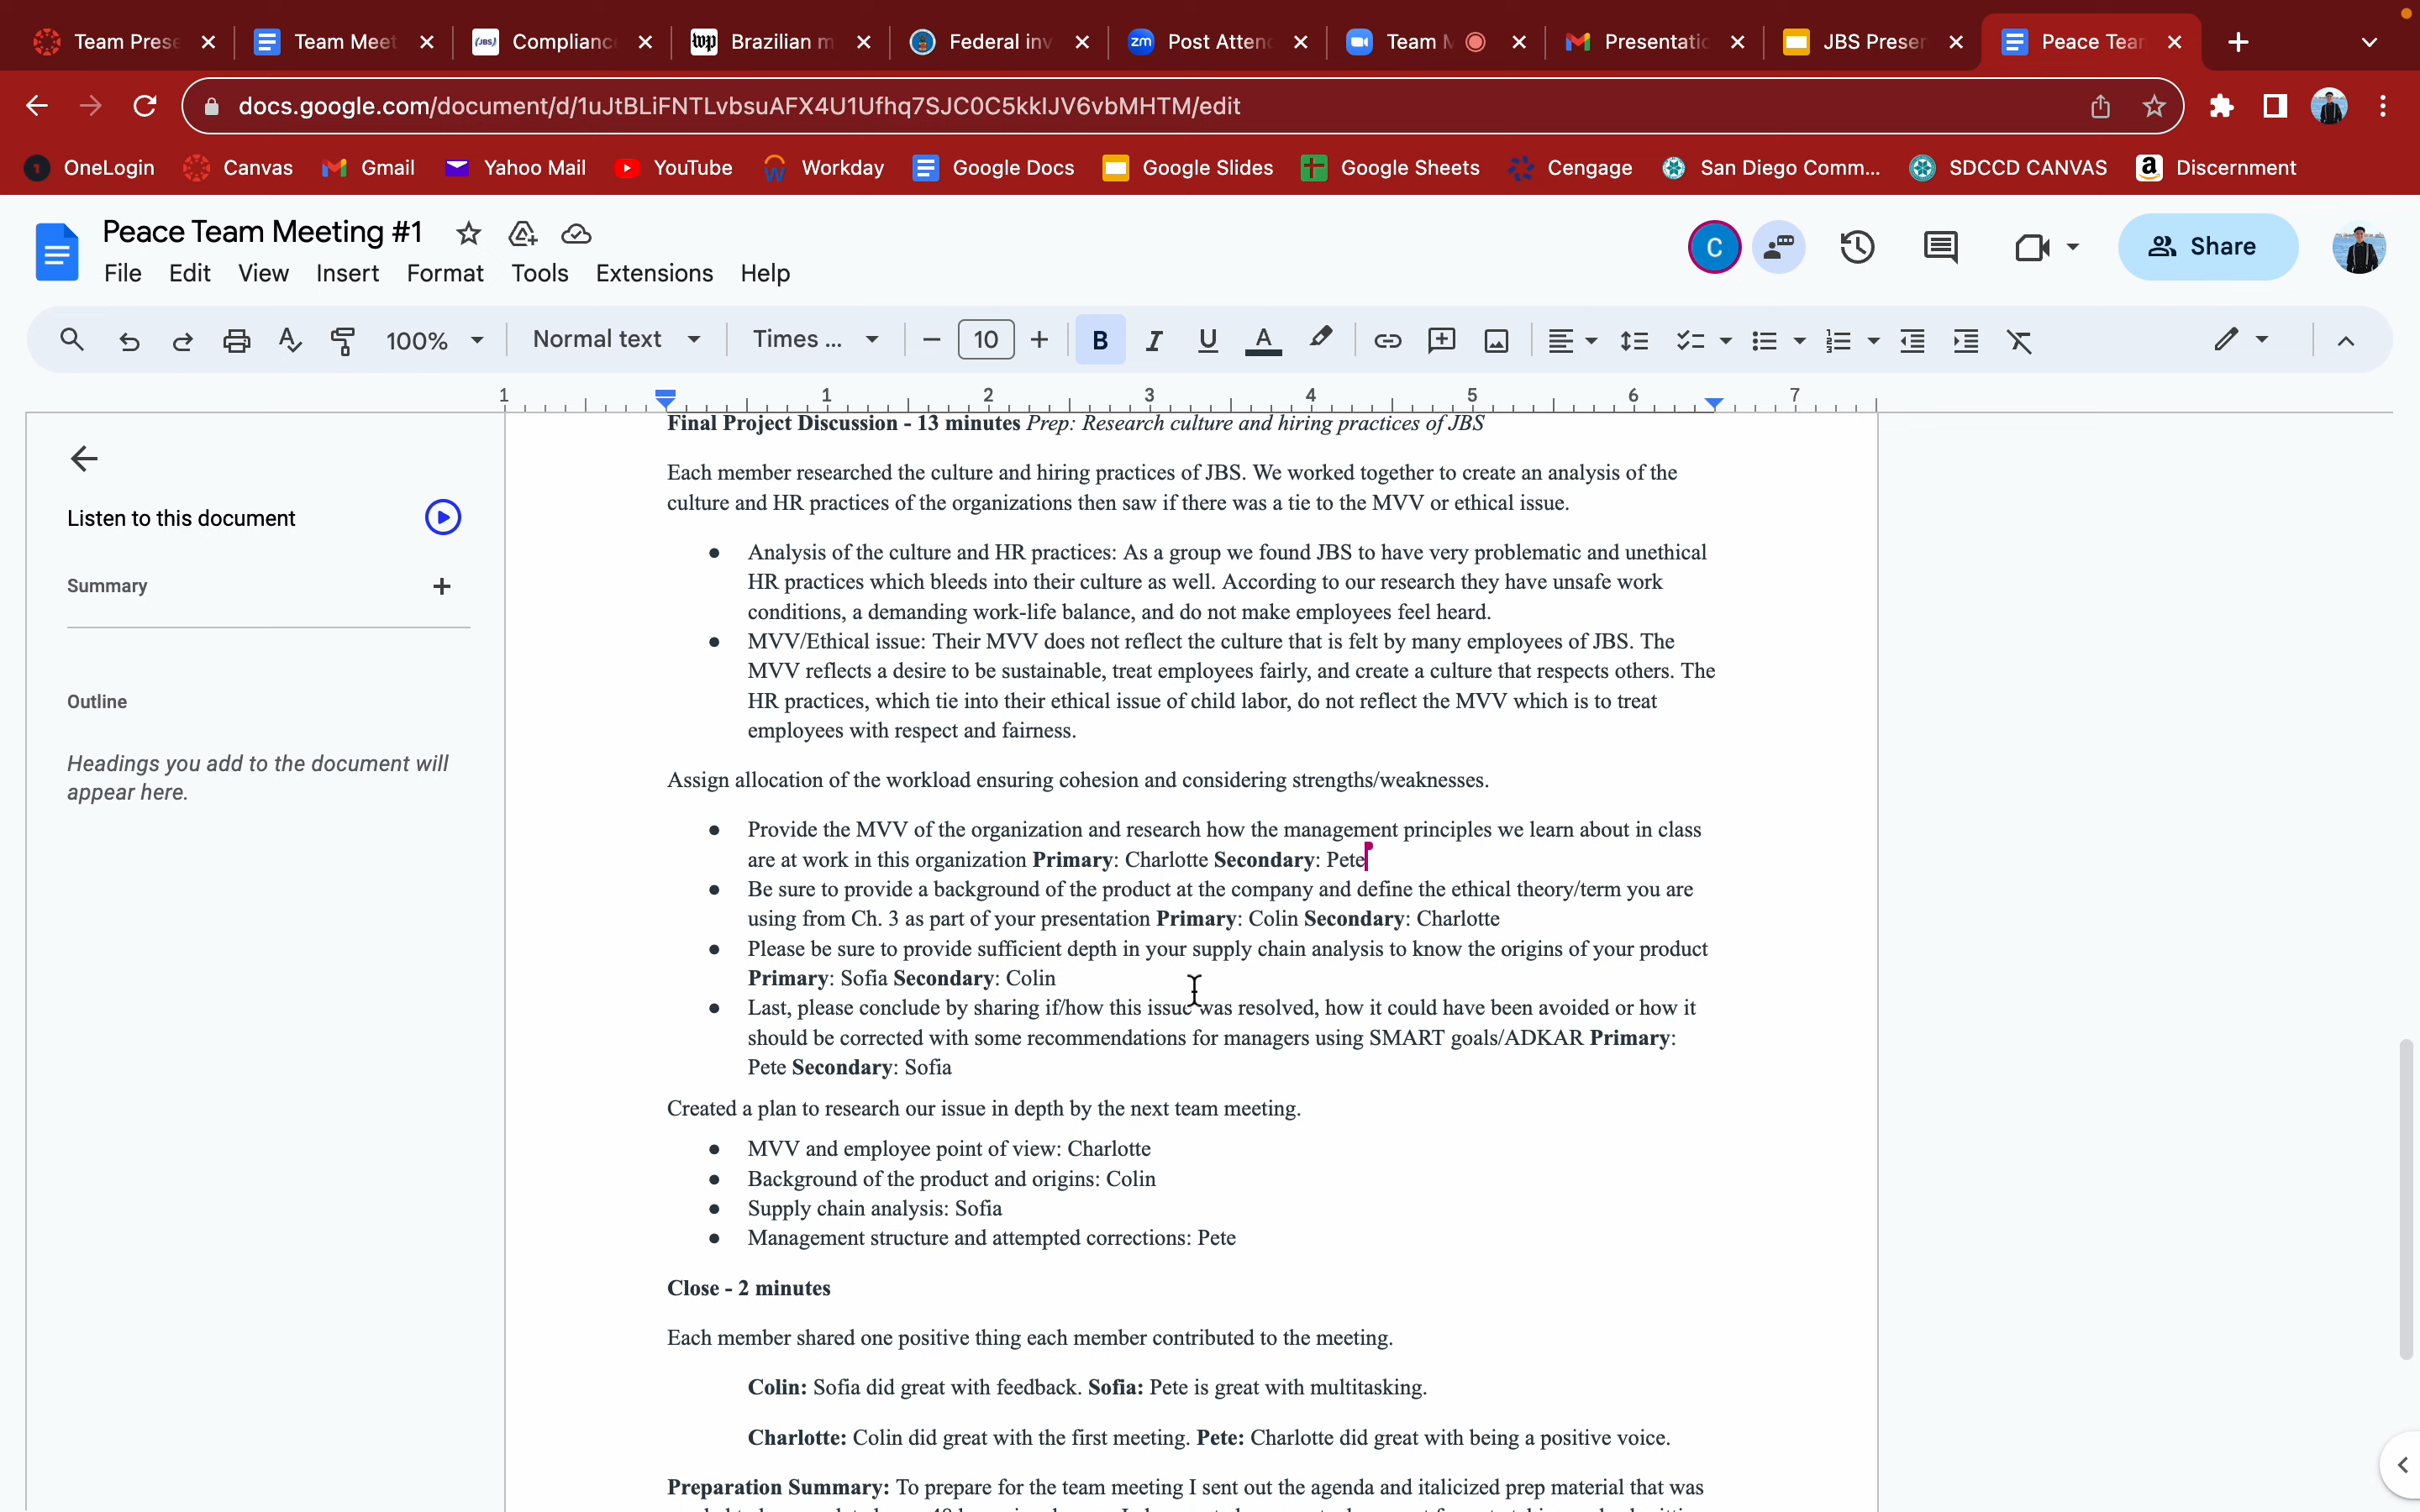 Team Prese
Team Meet
Compliance
Brazilian m
Federal inv
Post Atten
Team M
Presentatio
JBS Presen
Peace Tear
docs.google.com/document/d/1uJtBLiFNTLvbsuAFX4U1Ufhq7SJC0C5kkIJV6vbMHTM/edit
OneLogin Canvas Gmail Yahoo Mail YouTube Workday Google Docs Google Slides Google Sheets Cengage San Diego Comm... SDCCD CANVAS Discernment
Peace Team Meeting #1
File Edit View Insert Format Tools Extensions Help
C
Share
100% Normal text Times ... 10 B I U A
1 1 2 3 4 5 6 7
Listen to this document
Summary
Outline
Headings you add to the document will
appear here.
Final Project Discussion - 13 minutes Prep: Research culture and hiring practices of JBS
Each member researched the culture and hiring practices of JBS. We worked together to create an analysis of the
culture and HR practices of the organizations then saw if there was a tie to the MVV or ethical issue.
● Analysis of the culture and HR practices: As a group we found JBS to have very problematic and unethical
HR practices which bleeds into their culture as well. According to our research they have unsafe work
conditions, a demanding work-life balance, and do not make employees feel heard.
● MVV/Ethical issue: Their MVV does not reflect the culture that is felt by many employees of JBS. The
MVV reflects a desire to be sustainable, treat employees fairly, and create a culture that respects others. The
HR practices, which tie into their ethical issue of child labor, do not reflect the MVV which is to treat
employees with respect and fairness.
Assign allocation of the workload ensuring cohesion and considering strengths/weaknesses.
● Provide the MVV of the organization and research how the management principles we learn about in class
are at work in this organization Primary: Charlotte Secondary: Pete
● Be sure to provide a background of the product at the company and define the ethical theory/term you are
using from Ch. 3 as part of your presentation Primary: Colin Secondary: Charlotte
● Please be sure to provide sufficient depth in your supply chain analysis to know the origins of your product
Primary: Sofia Secondary: Colin
● Last, please conclude by sharing if/how this issue was resolved, how it could have been avoided or how it
should be corrected with some recommendations for managers using SMART goals/ADKAR Primary:
Pete Secondary: Sofia
Created a plan to research our issue in depth by the next team meeting.
● MVV and employee point of view: Charlotte
● Background of the product and origins: Colin
● Supply chain analysis: Sofia
● Management structure and attempted corrections: Pete
Close - 2 minutes
Each member shared one positive thing each member contributed to the meeting.
Colin: Sofia did great with feedback. Sofia: Pete is great with multitasking.
Charlotte: Colin did great with the first meeting. Pete: Charlotte did great with being a positive voice.
Preparation Summary: To prepare for the team meeting I sent out the agenda and italicized prep material that was